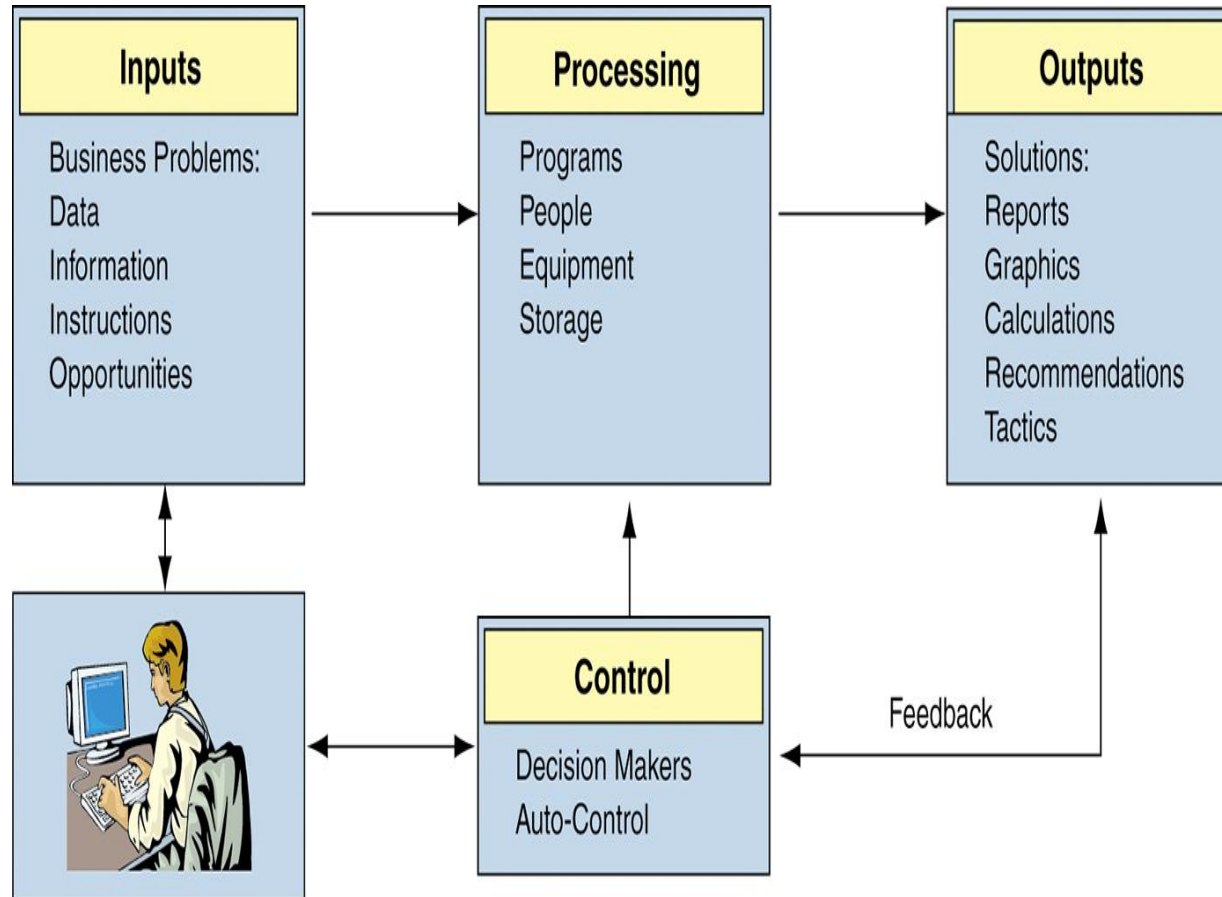 Inputs
Business Problems:
Data
Information
Instructions
Opportunities
Processing
Programs
People
Equipment
Storage
Outputs
Solutions:
Reports
Graphics
Calculations
Recommendations
Tactics
Control
Decision Makers
Auto-Control
Feedback